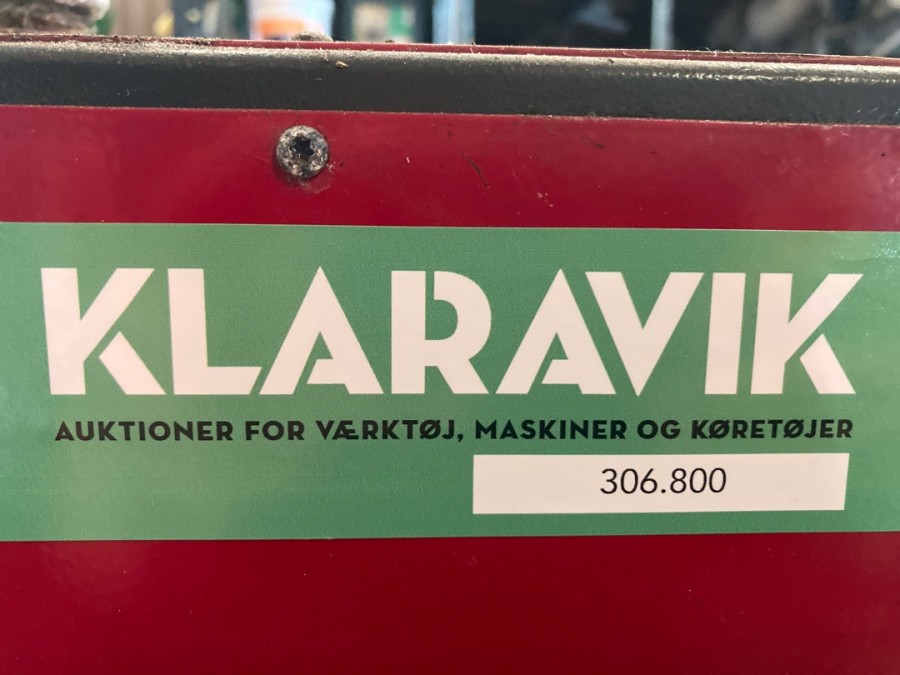 KLARAVIK
AUKTIONER FOR VÆRKTØJ, MASKINER OG KØRETØJER
306.800